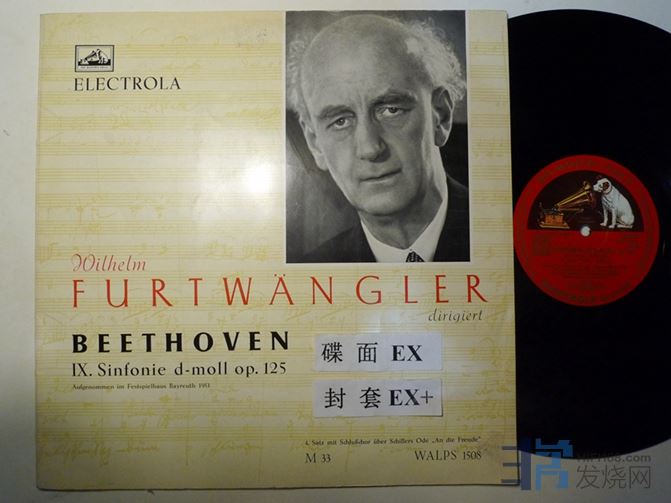 ELECTROLA
Wilhelm
FURTWÄNGLER
dirigiert
BEETHOVEN
IX. Sinfonie d-moll op. 125
Aufgenommen im Festspielhaus Bayreuth 1951
碟面 EX
封套 EX+
4. Satz mit Schlußchor über Schillers Ode „An die Freude"
M 33
WALPS 1508
发烧网